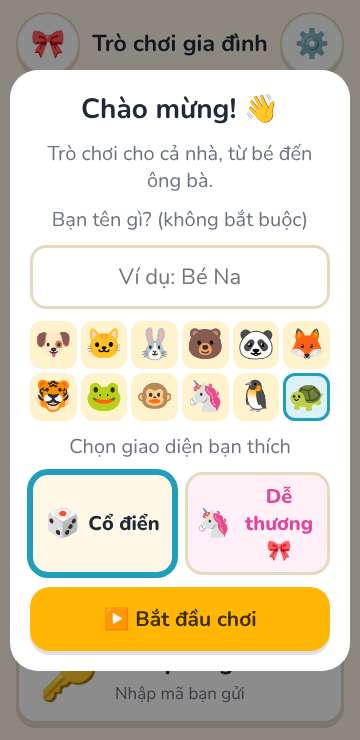 Trò chơi gia đình
Chào mừng! 👋
Trò chơi cho cả nhà, từ bé đến
ông bà.
Bạn tên gì? (không bắt buộc)
Ví dụ: Bé Na
Chọn giao diện bạn thích
Cổ điển
Dễ
thương
🎀
▶️ Bắt đầu chơi
Nhập mã bạn gửi